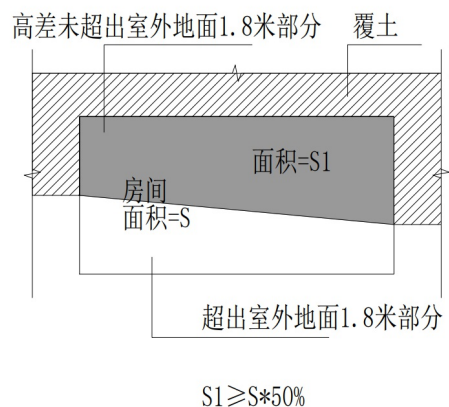 高差未超出室外地面1.8米部分
覆土
面积=S1
房间
面积=S
超出室外地面1.8米部分
S1≥S*50%